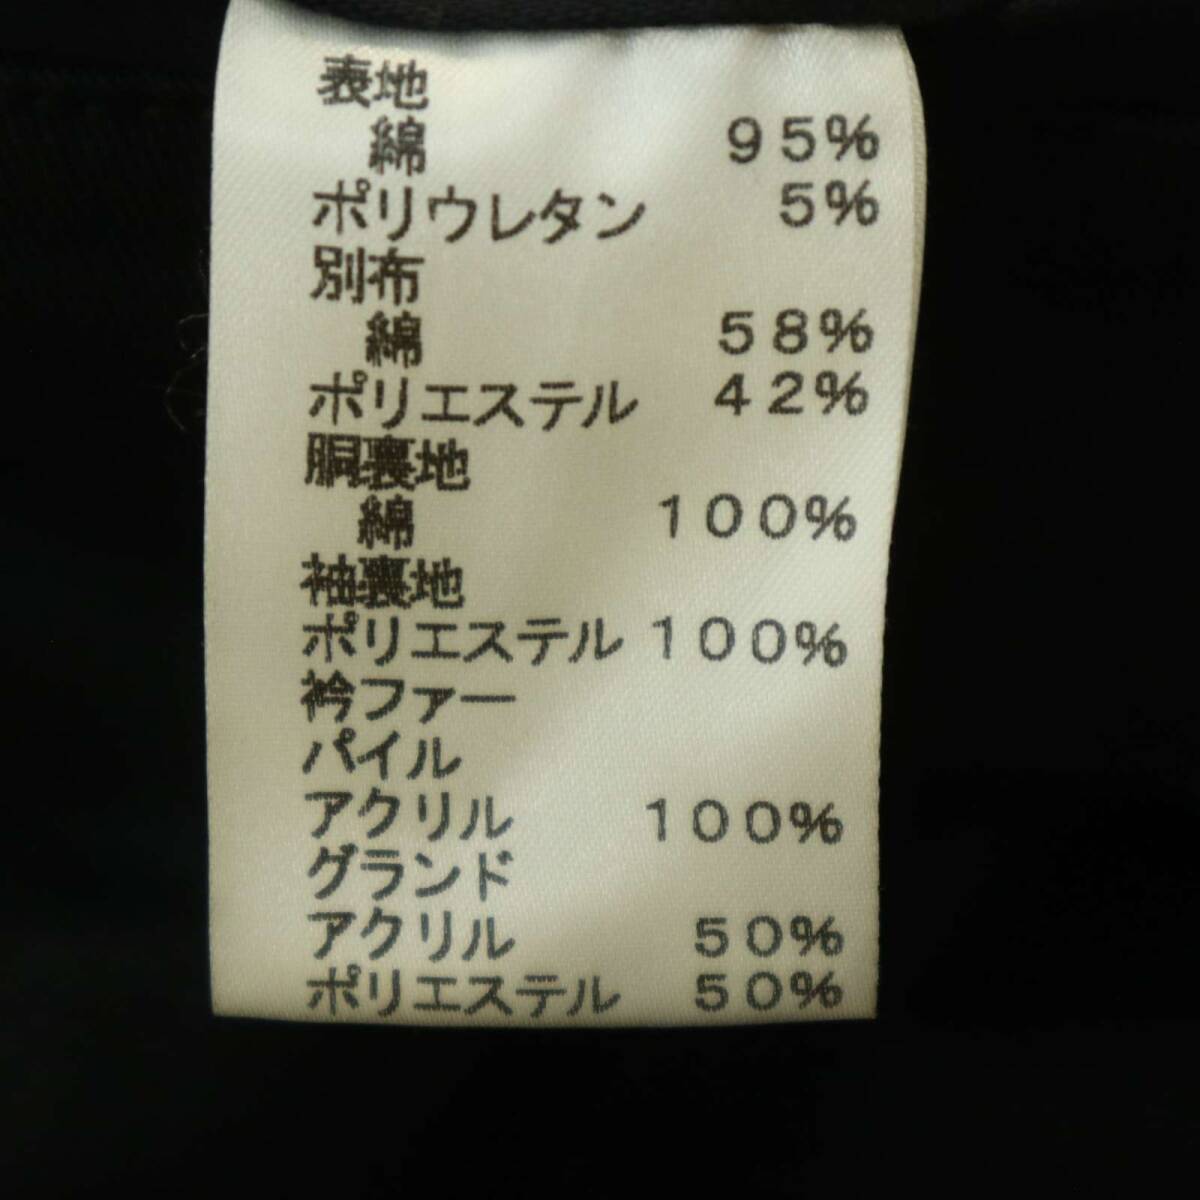 表地
綿 95%
ポリウレタン 5%
別布
綿 58%
ポリエステル 42%
胴裏地
綿 100%
袖裏地
ポリエステル 100%
衿ファー
パイル
アクリル 100%
グランド
アクリル 50%
ポリエステル 50%